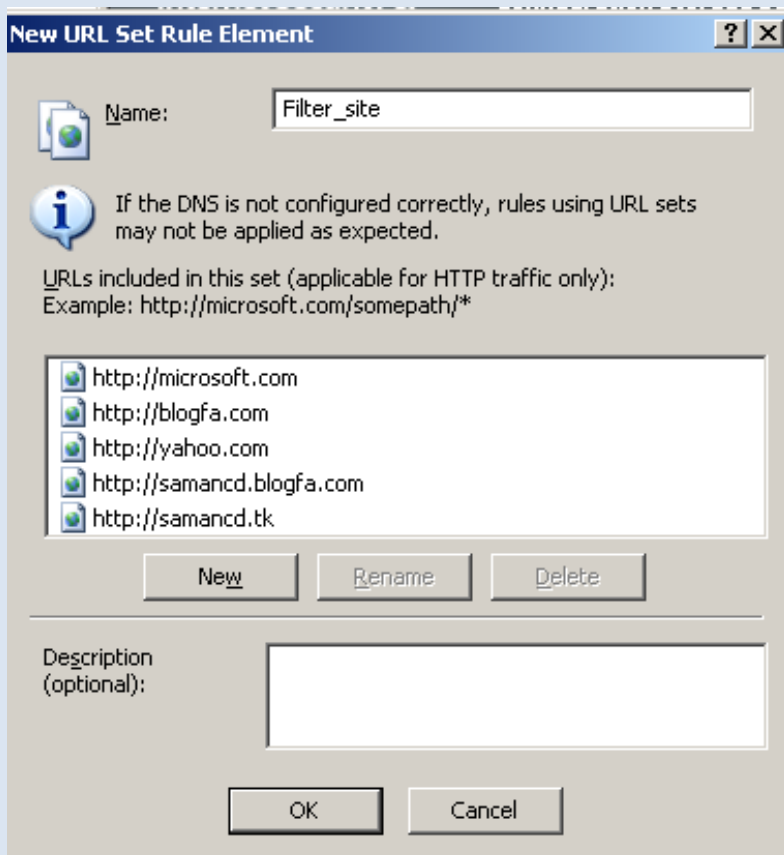 New URL Set Rule Element
Name:
Filter_site
If the DNS is not configured correctly, rules using URL sets
may not be applied as expected.
URLs included in this set (applicable for HTTP traffic only):
Example: http://microsoft.com/somepath/*
http://microsoft.com
http://blogfa.com
http://yahoo.com
http://samancd.blogfa.com
http://samancd.tk
New
Rename
Delete
Description
(optional):
OK
Cancel